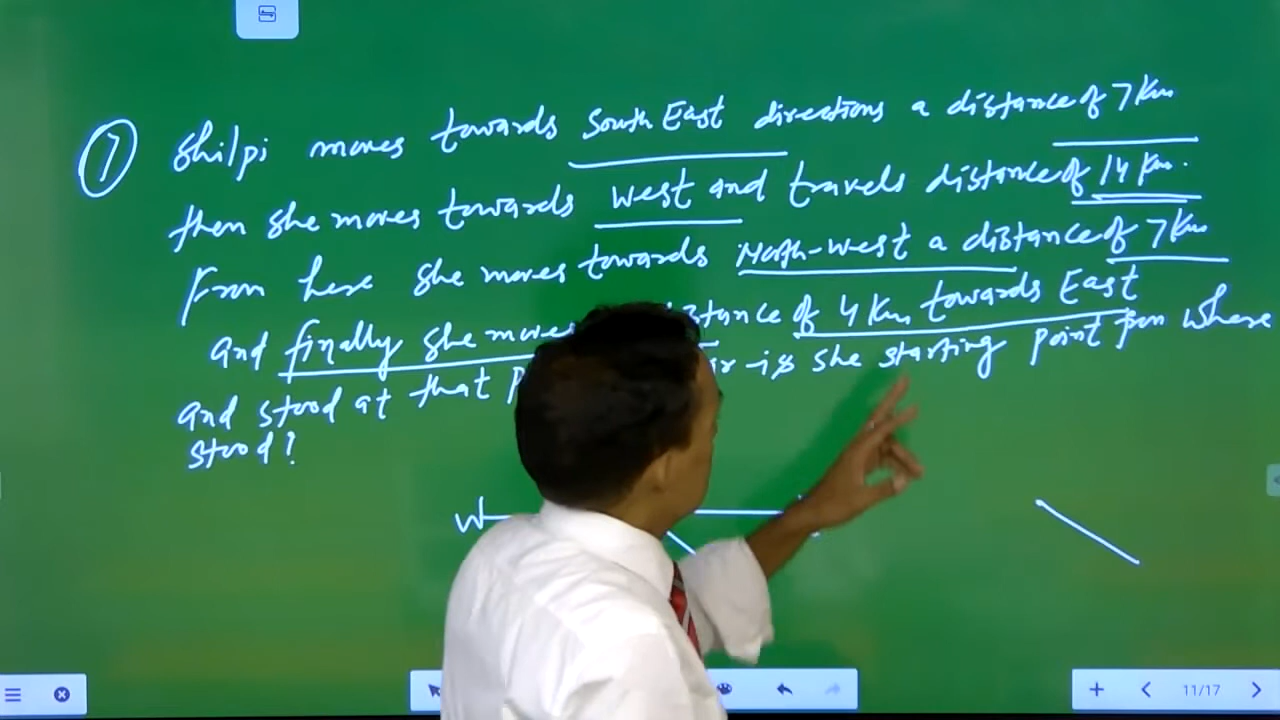 7 Shilpi moves towards South East directions a distance of 7 Km
then she moves towards west and travels distance of 14 Km.
From here she moves towards North-west a distance of 7 Km
and finally she moves distance of 4 Km towards East
and stood at that is she starting point from where
stood?
W
11/17